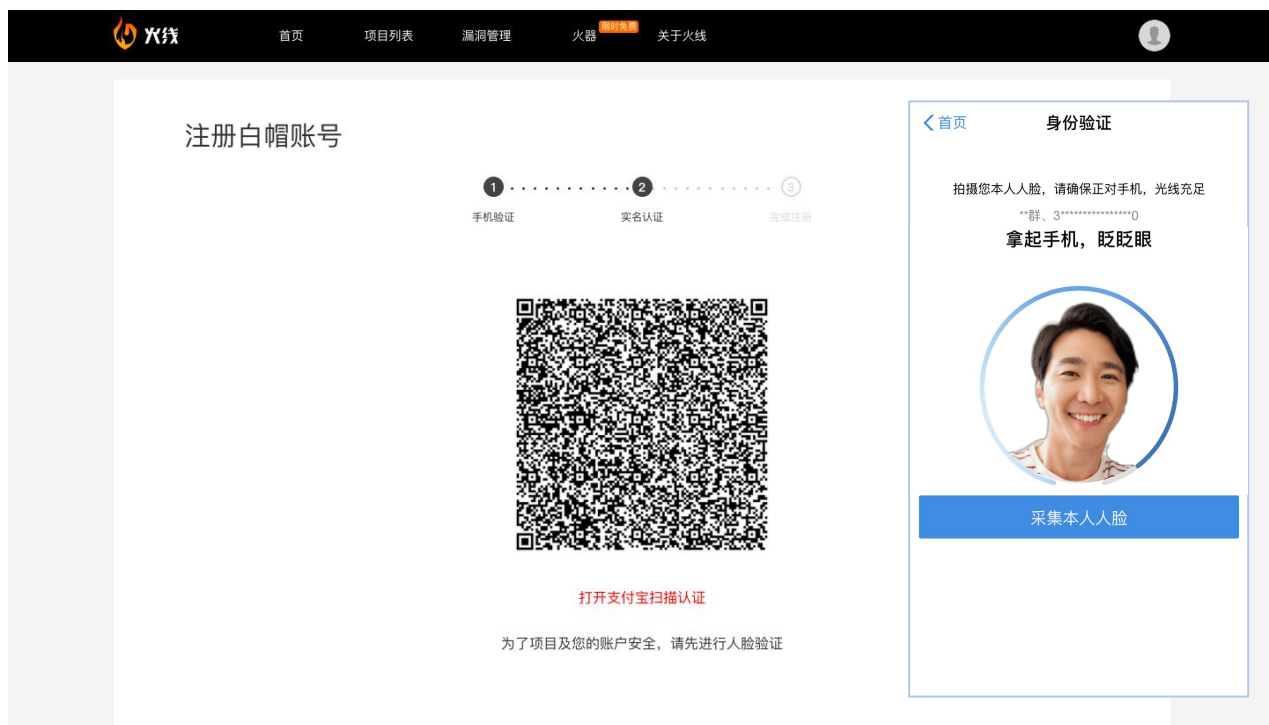 火线
首页
项目列表
漏洞管理
火器
限时免费
关于火线
注册白帽账号
1
2
3
手机验证
实名认证
完成注册
打开支付宝扫描认证
为了项目及您的账户安全，请先进行人脸验证
首页
身份验证
拍摄您本人人脸，请确保正对手机，光线充足
**群、3****************0
拿起手机，眨眨眼
采集本人人脸